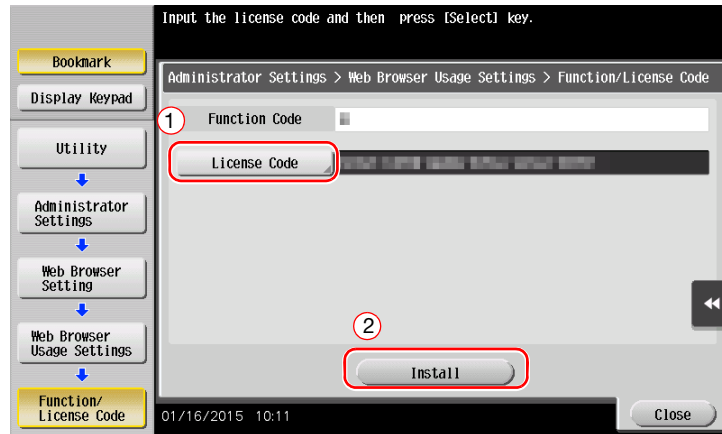 Input the license code and then press [Select] key.
Bookmark
Display Keypad
Utility
Administrator
Settings
Web Browser
Setting
Web Browser
Usage Settings
Function/
License Code
Administrator Settings > Web Browser Usage Settings > Function/License Code
1
Function Code
License Code
2
Install
01/16/2015 10:11
Close